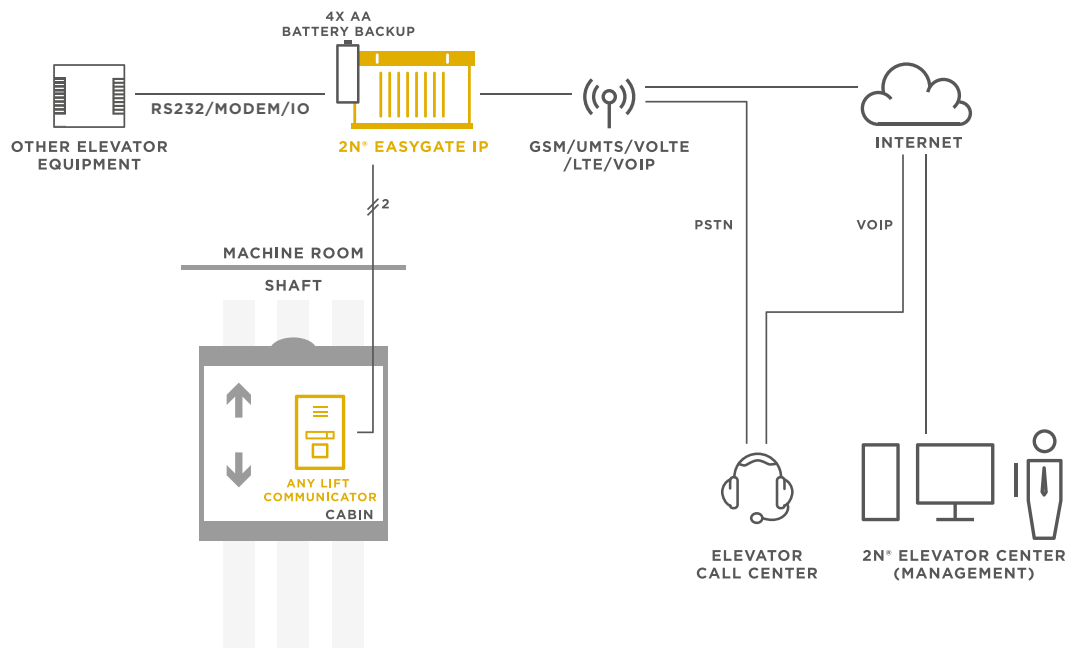 4X AA
BATTERY BACKUP
RS232/MODEM/IO
OTHER ELEVATOR
EQUIPMENT
2N® EASYGATE IP
GSM/UMTS/VOLTE
/LTE/VOIP
INTERNET
2
PSTN
VOIP
MACHINE ROOM
SHAFT
ANY LIFT
COMMUNICATOR
CABIN
ELEVATOR
CALL CENTER
2N® ELEVATOR CENTER
(MANAGEMENT)